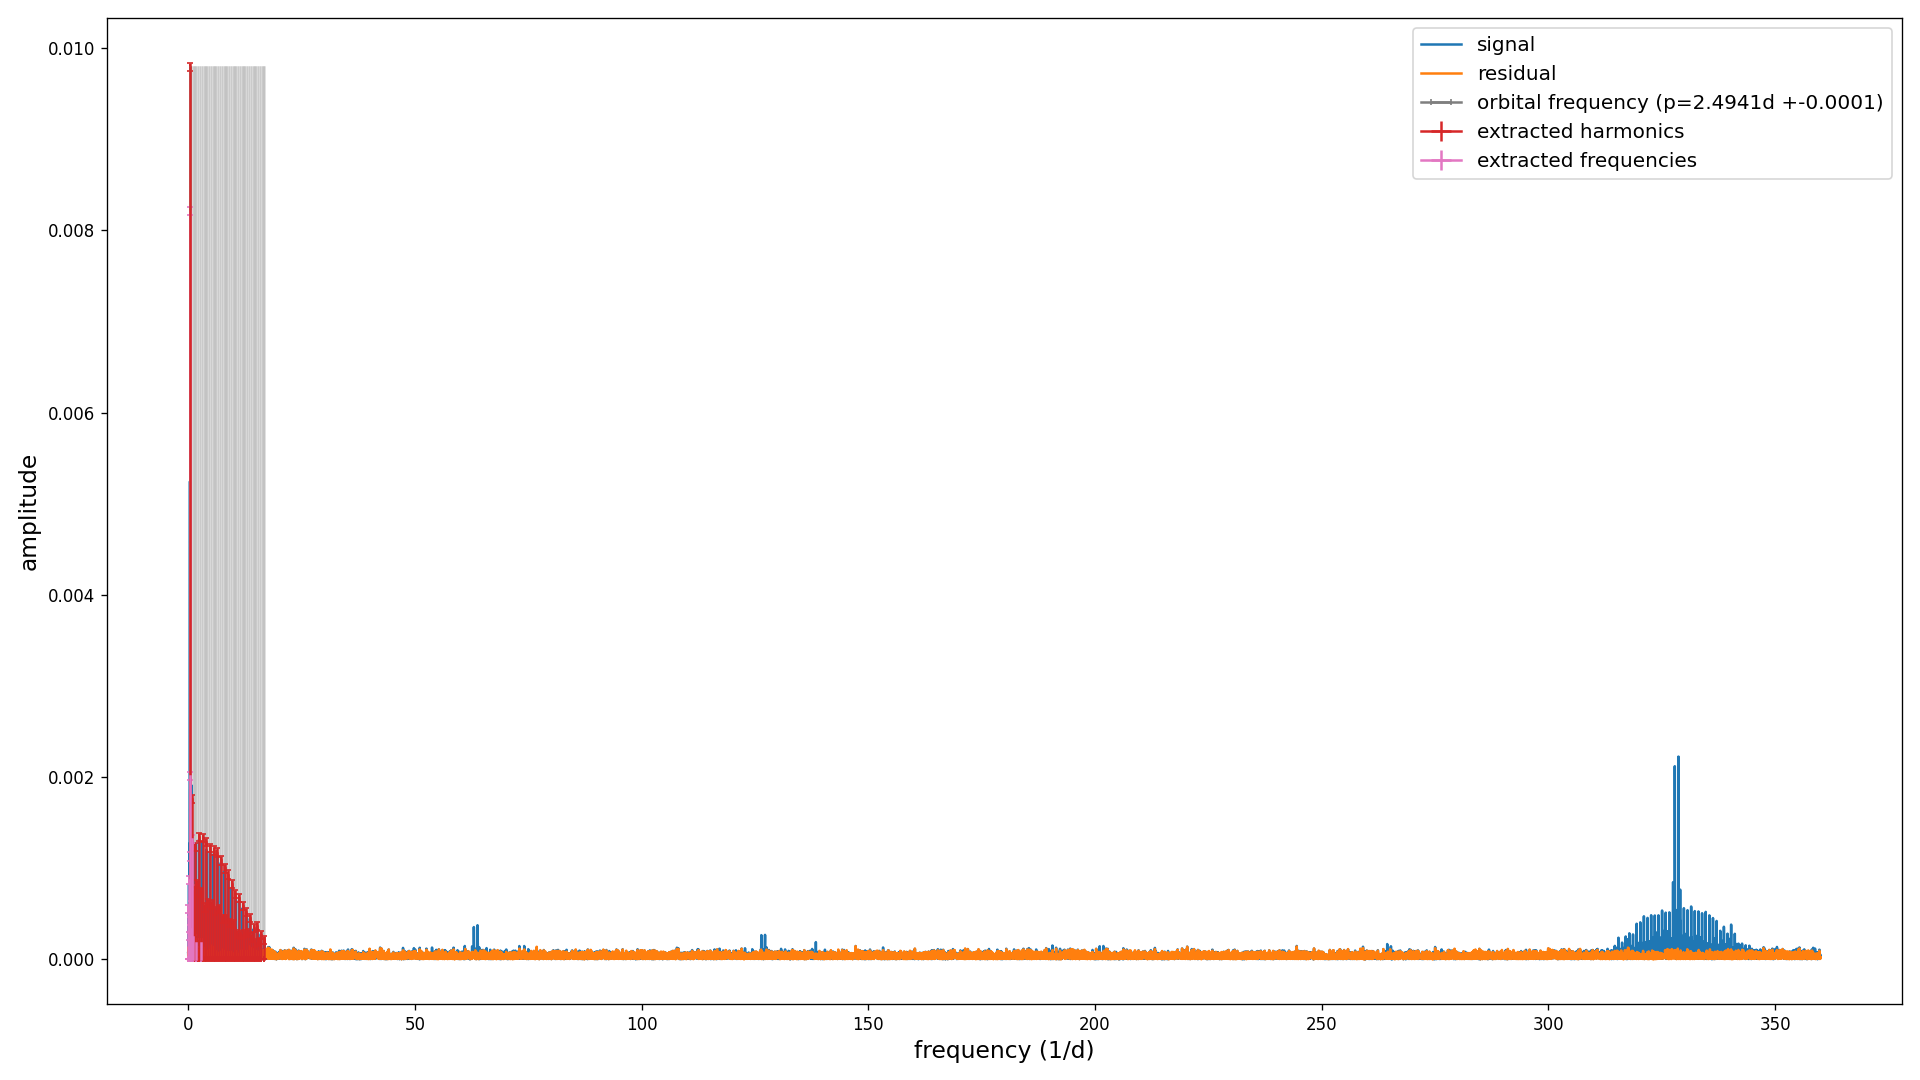 signal
residual
orbital frequency (p=2.4941d +-0.0001)
extracted harmonics
extracted frequencies
0.010
0.008
0.006
0.004
0.002
0.000
amplitude
0 50 100 150 200 250 300 350
frequency (1/d)